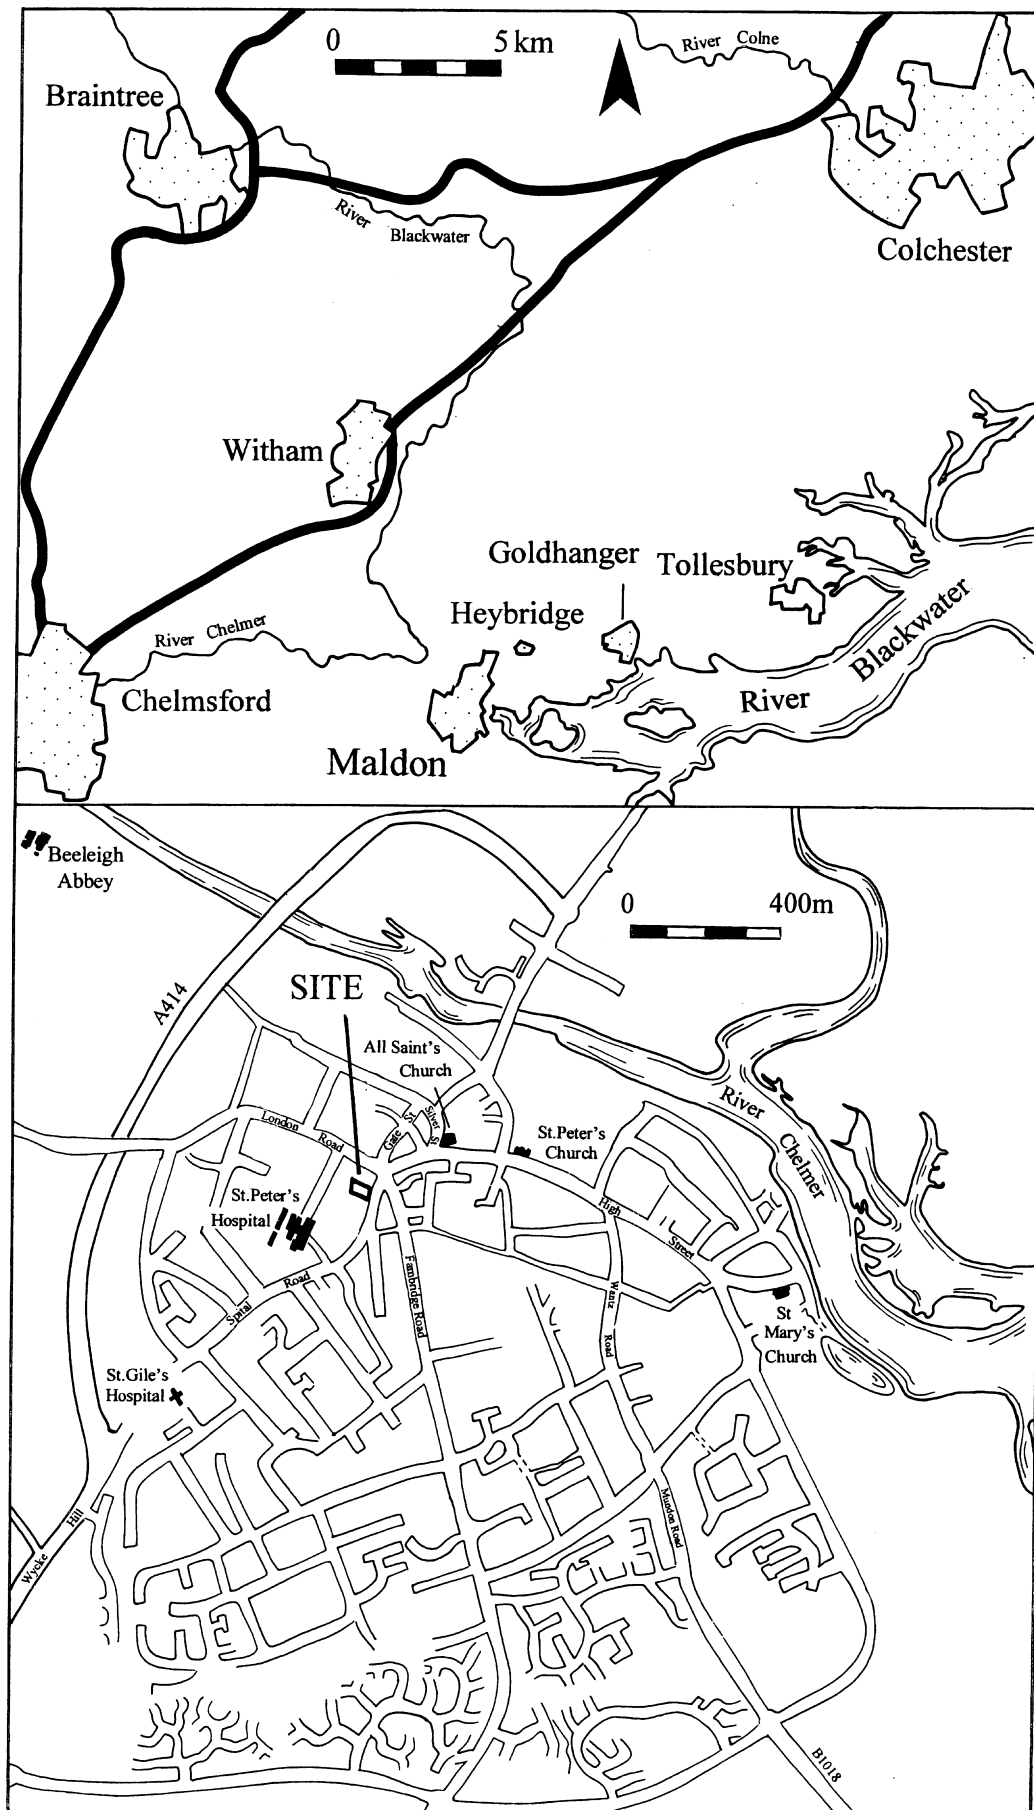 0 5 km
River Colne
Braintree
River
Blackwater
Colchester
Witham
Goldhanger
Tollesbury
Heybridge
River Chelmer
Chelmsford
River Blackwater
Maldon
Beeleigh
Abbey
0 400m
A414
SITE
All Saint's
Church
River
Chelmer
London Road
Gate St
Silver St
St.Peter's
Church
St.Peter's
Hospital
High Street
Spital Road
Fambridge Road
Wantz Road
St
Mary's
Church
St.Gile's
Hospital
Wycke Hill
Mundon Road
B1018